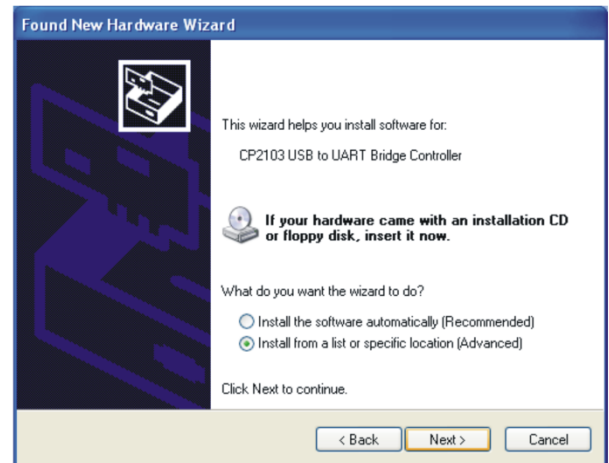 Found New Hardware Wizard
This wizard helps you install software for:
CP2103 USB to UART Bridge Controller
If your hardware came with an installation CD
or floppy disk, insert it now.
What do you want the wizard to do?
Install the software automatically (Recommended)
Install from a list or specific location (Advanced)
Click Next to continue.
< Back Next > Cancel